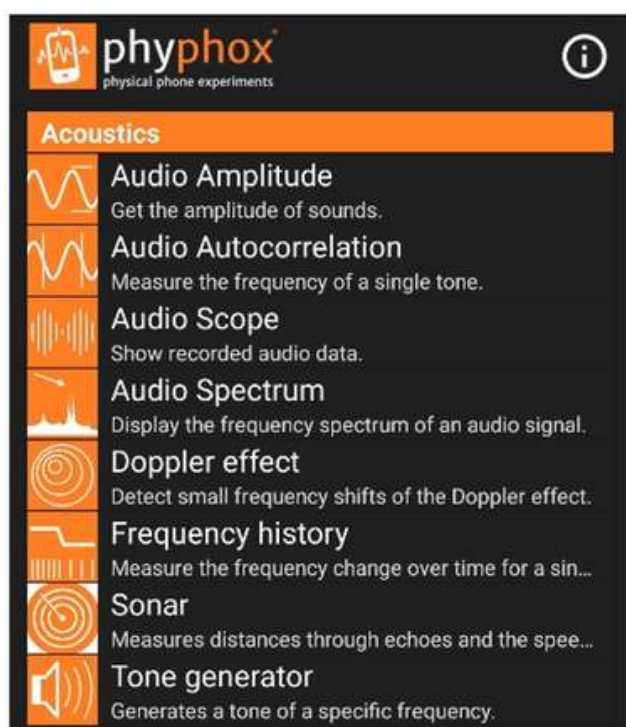 phyphox
physical phone experiments
Acoustics
Audio Amplitude
Get the amplitude of sounds.
Audio Autocorrelation
Measure the frequency of a single tone.
Audio Scope
Show recorded audio data.
Audio Spectrum
Display the frequency spectrum of an audio signal.
Doppler effect
Detect small frequency shifts of the Doppler effect.
Frequency history
Measure the frequency change over time for a sin...
Sonar
Measures distances through echoes and the spee...
Tone generator
Generates a tone of a specific frequency.